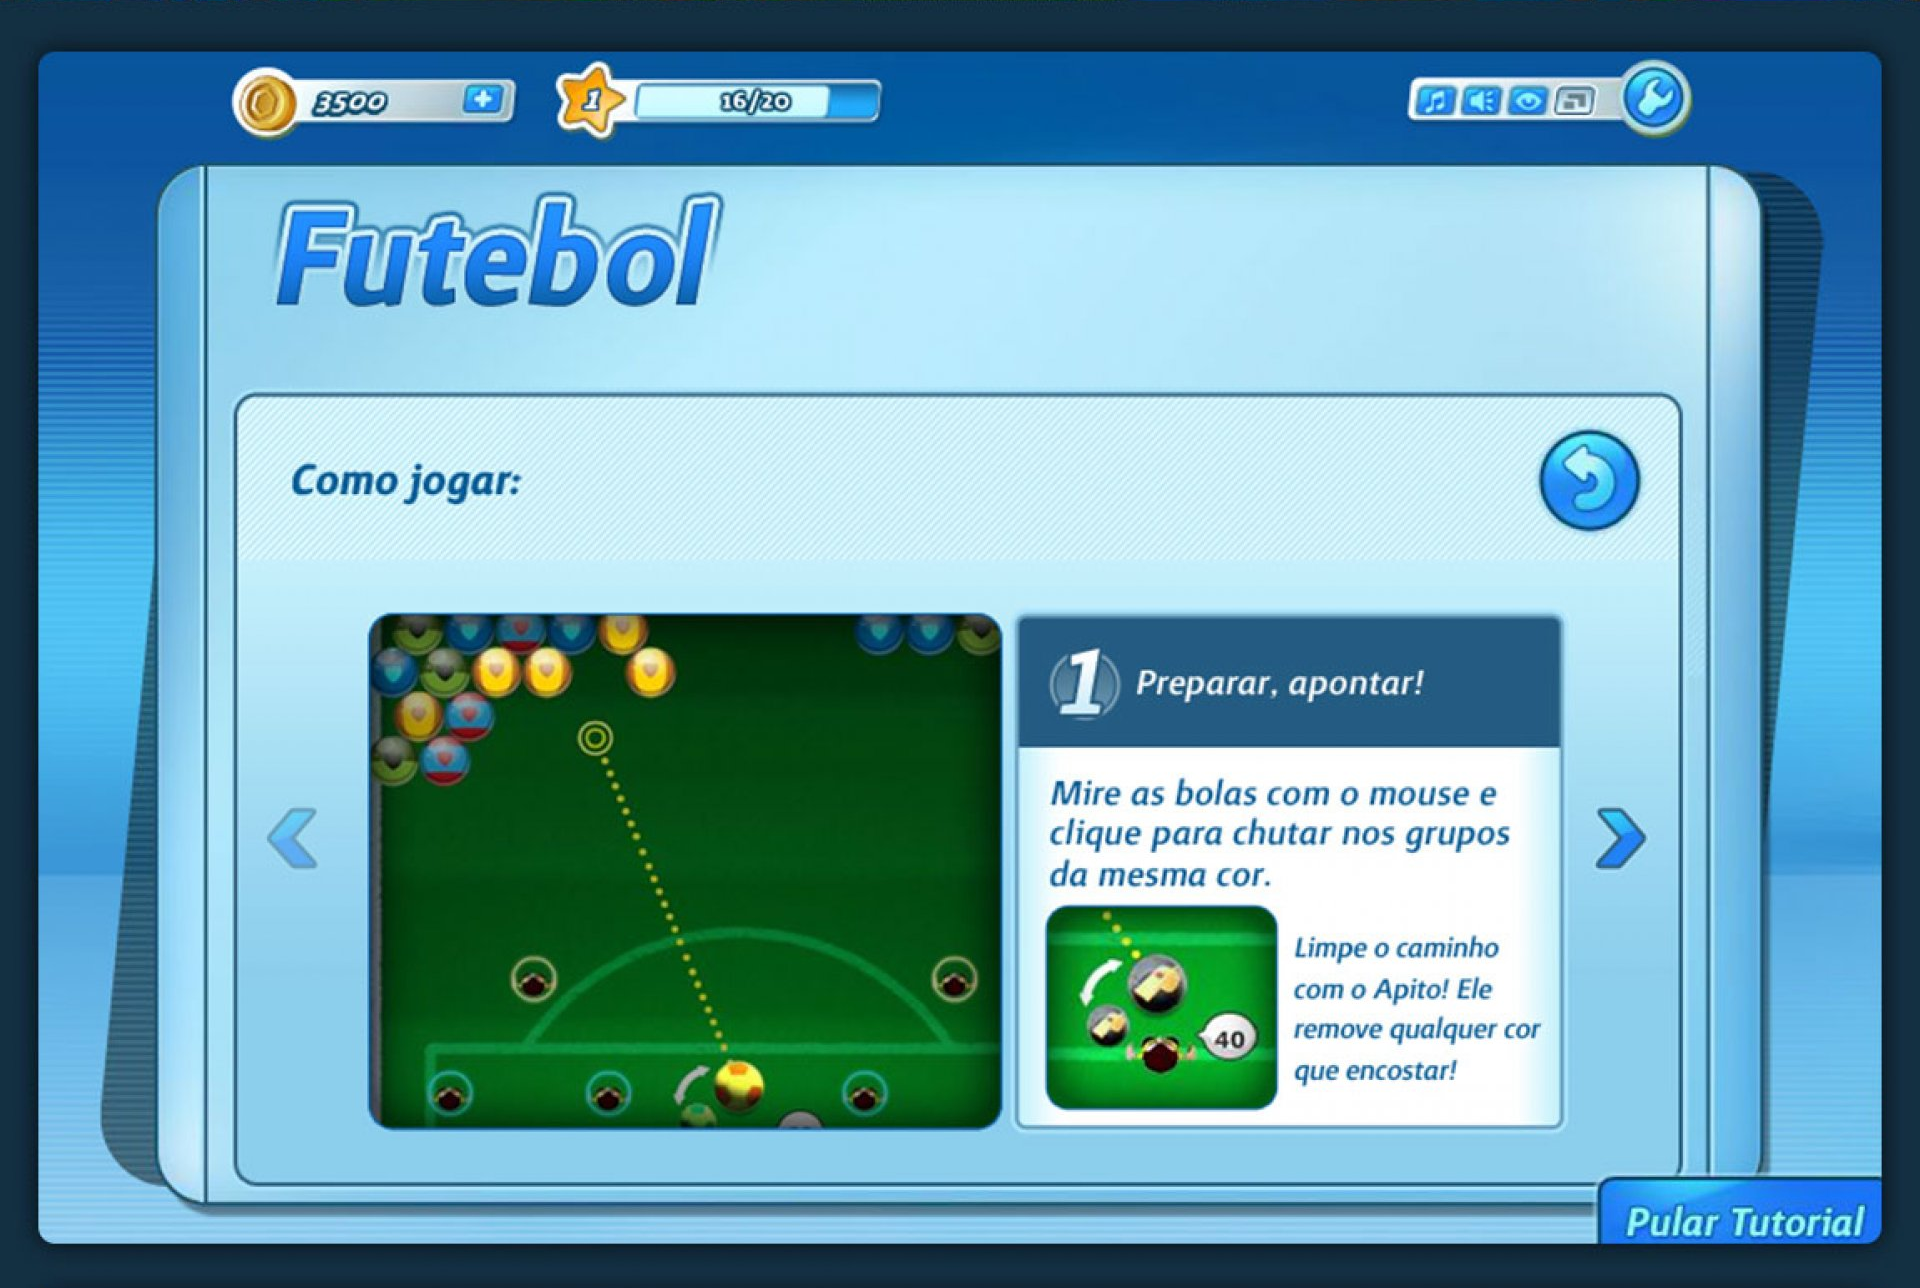 3500
1
16/20
Futebol
Como jogar:
1 Preparar, apontar!
Mire as bolas com o mouse e
clique para chutar nos grupos
da mesma cor.
40
Limpe o caminho
com o Apito! Ele
remove qualquer cor
que encostar!
Pular Tutorial